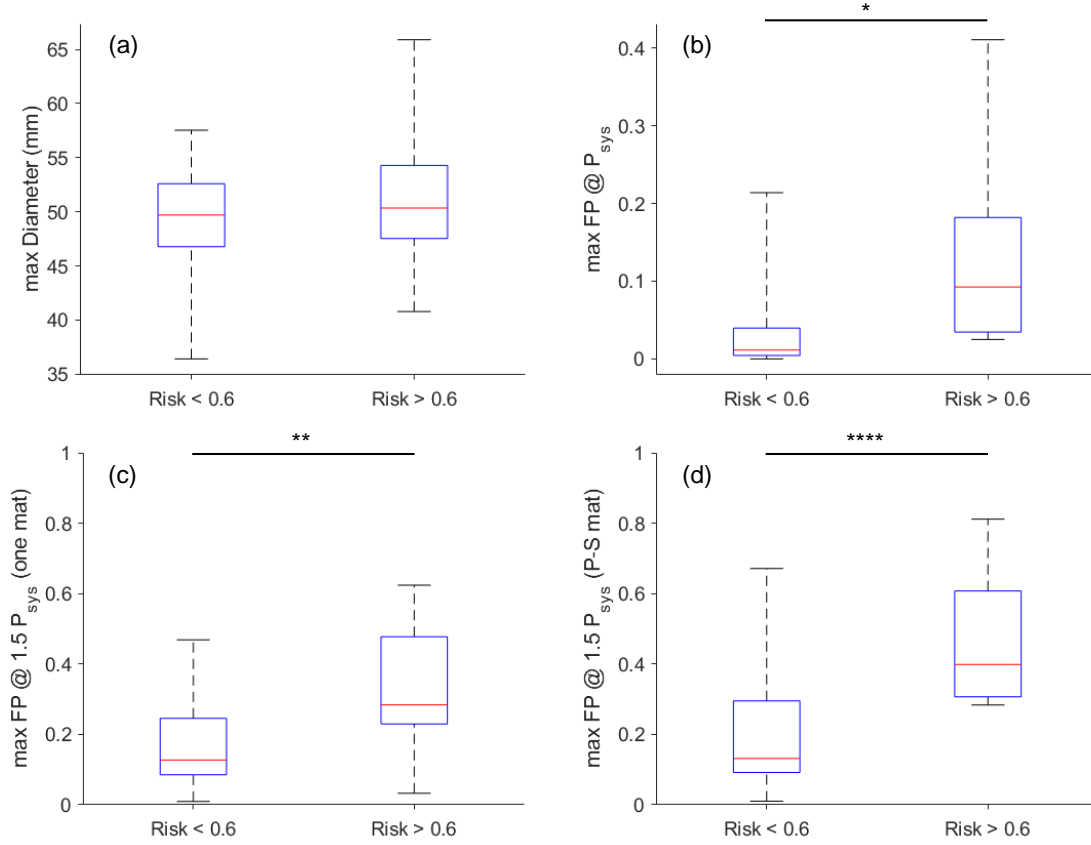 (a)
max Diameter (mm)
65
60
55
50
45
40
35
Risk < 0.6
Risk > 0.6
*
(b)
max FP @ P_sys
0.4
0.3
0.2
0.1
0
Risk < 0.6
Risk > 0.6
**
(c)
max FP @ 1.5 P_sys (one mat)
1
0.8
0.6
0.4
0.2
0
Risk < 0.6
Risk > 0.6
****
(d)
max FP @ 1.5 P_sys (P-S mat)
1
0.8
0.6
0.4
0.2
0
Risk < 0.6
Risk > 0.6